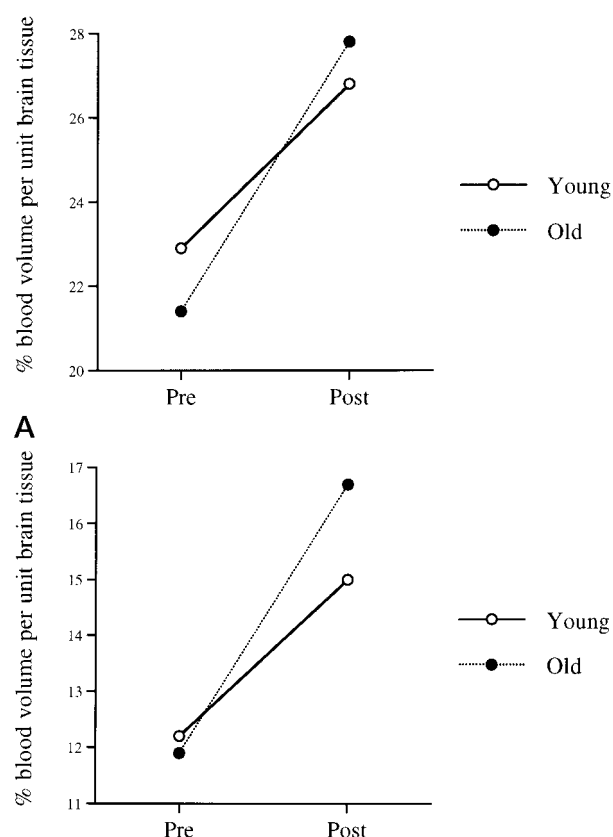 % blood volume per unit brain tissue
28
26
24
22
20
Pre Post
Young
Old
A
% blood volume per unit brain tissue
17
16
15
14
13
12
11
Pre Post
Young
Old